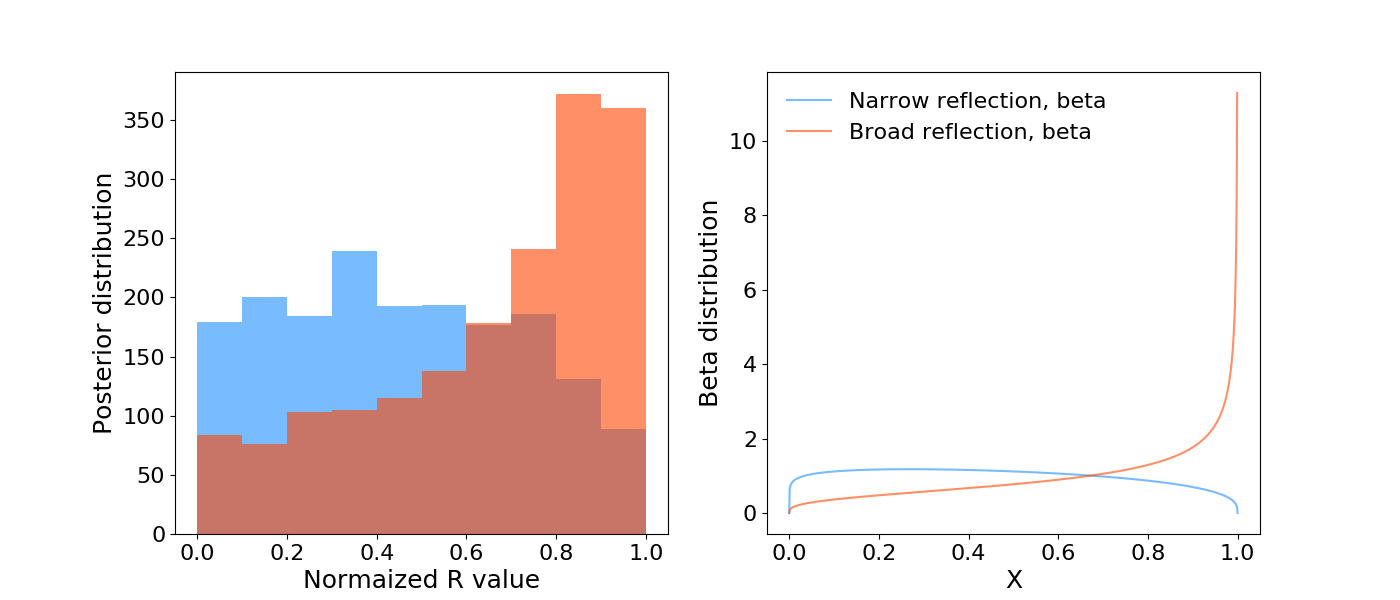 350
300
250
200
150
100
50
0
Posterior distribution
0.0 0.2 0.4 0.6 0.8 1.0
Normaized R value
Narrow reflection, beta
Broad reflection, beta
10
8
6
4
2
0
Beta distribution
0.0 0.2 0.4 0.6 0.8 1.0
X